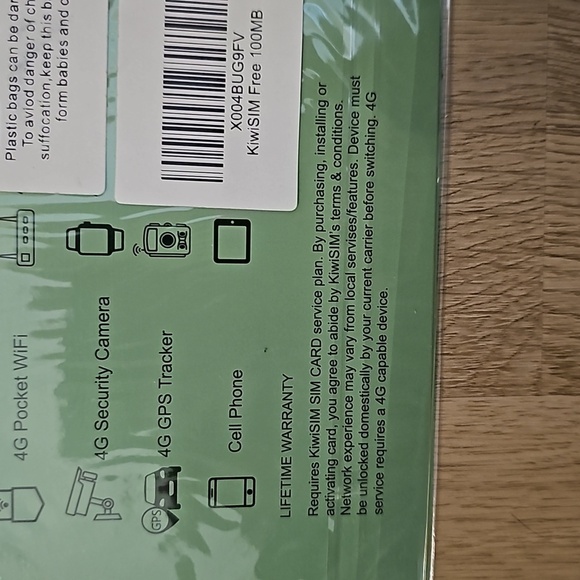 Plastic bags can be dan
To aviod danger of ch
suffocation,keep this b
form babies and c
X004BUG9FV
KiwiSIM Free 100MB
4G Pocket WiFi
4G Security Camera
4G GPS Tracker
GPS
Cell Phone
LIFETIME WARRANTY
Requires KiwiSIM SIM CARD service plan. By purchasing, installing or
activating card, you agree to abide by KiwiSIM's terms & conditions.
Network experience may vary from local servises/features. Device must
be unlocked domestically by your current carrier before switching. 4G
service requires a 4G capable device.